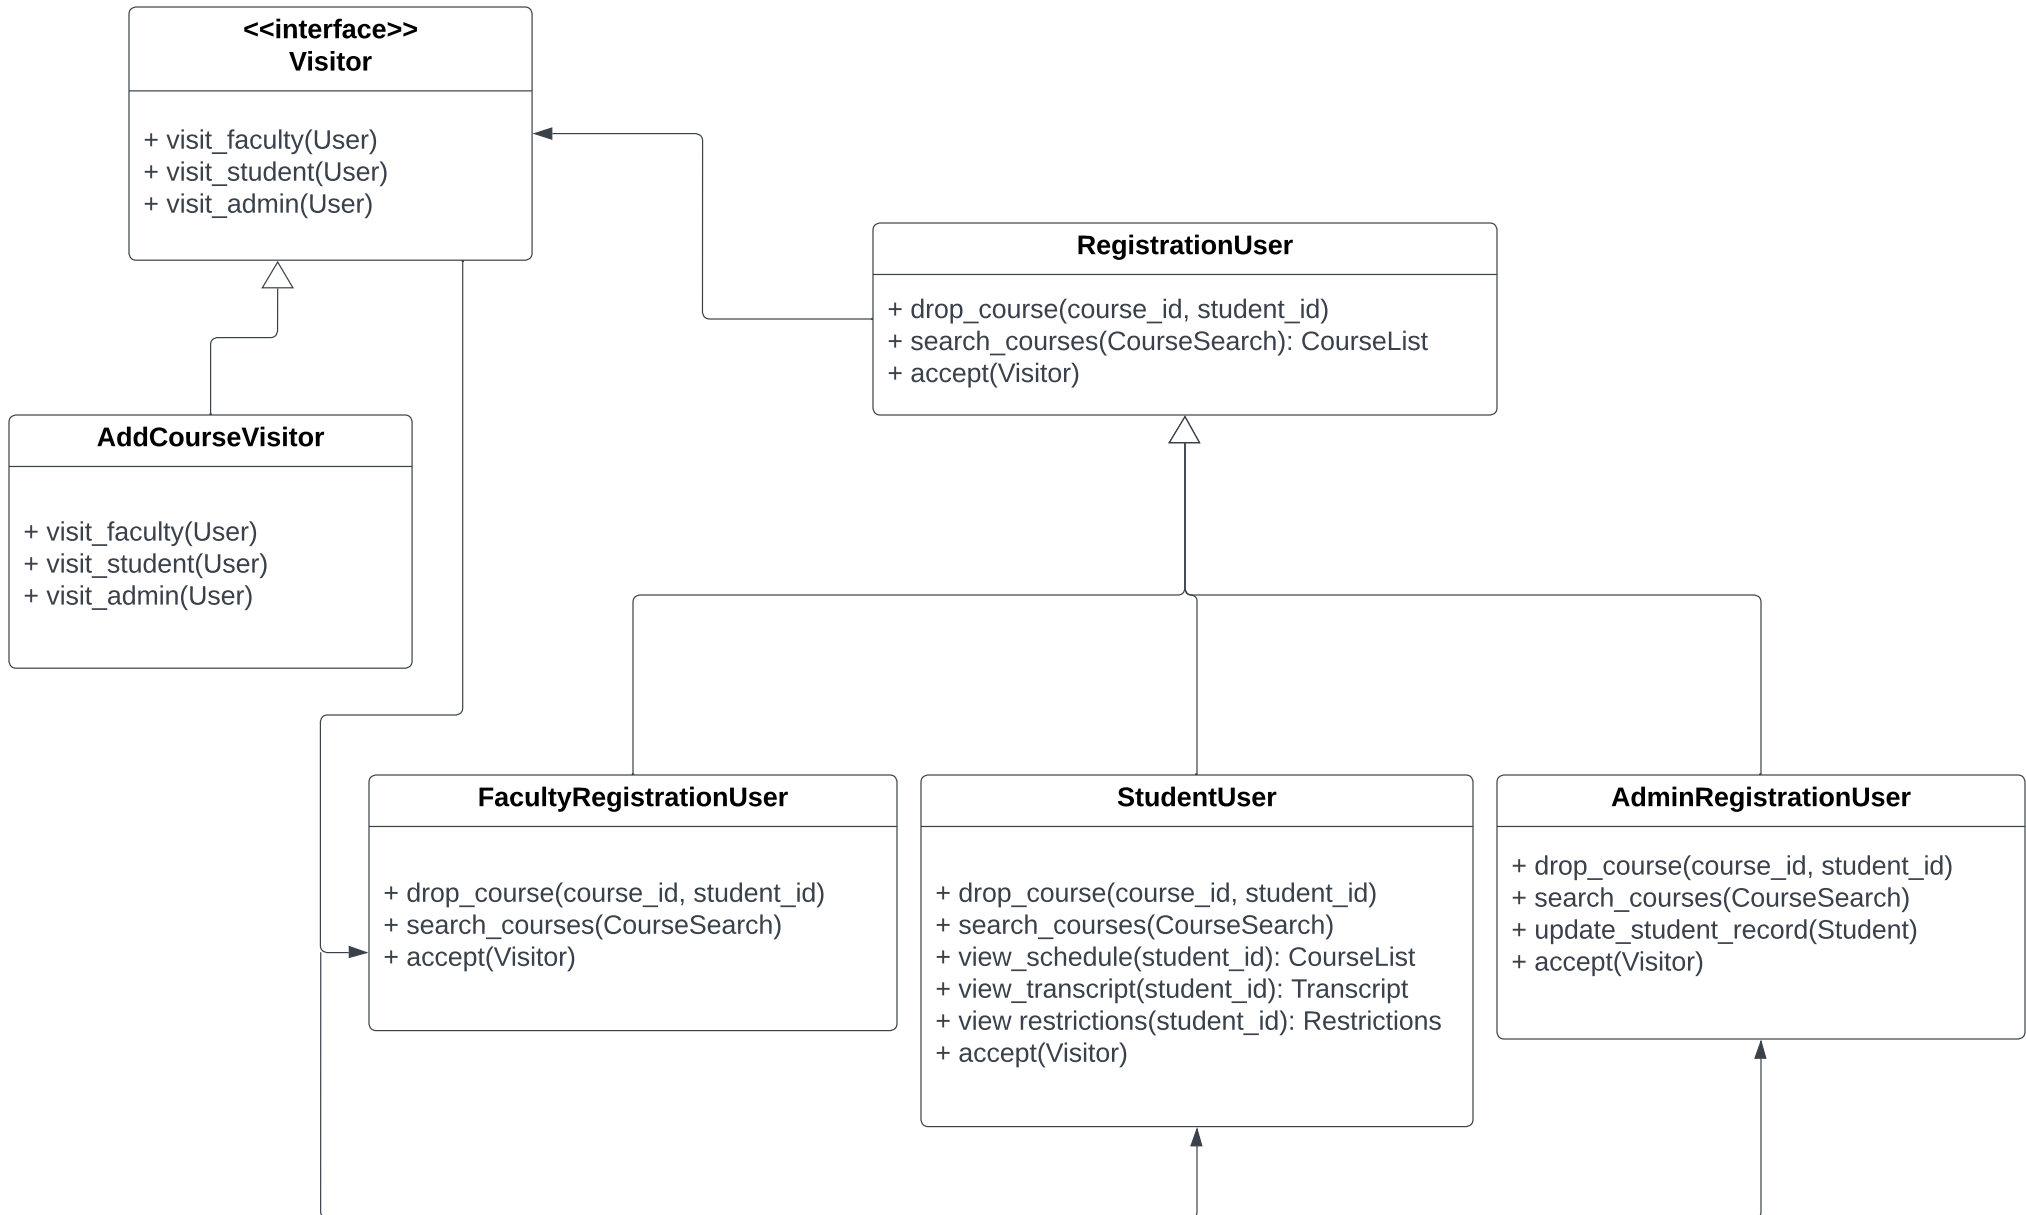 <<interface>>
Visitor
+ visit_faculty(User)
+ visit_student(User)
+ visit_admin(User)
RegistrationUser
+ drop_course(course_id, student_id)
+ search_courses(CourseSearch): CourseList
+ accept(Visitor)
AddCourseVisitor
+ visit_faculty(User)
+ visit_student(User)
+ visit_admin(User)
FacultyRegistrationUser
+ drop_course(course_id, student_id)
+ search_courses(CourseSearch)
+ accept(Visitor)
StudentUser
+ drop_course(course_id, student_id)
+ search_courses(CourseSearch)
+ view_schedule(student_id): CourseList
+ view_transcript(student_id): Transcript
+ view restrictions(student_id): Restrictions
+ accept(Visitor)
AdminRegistrationUser
+ drop_course(course_id, student_id)
+ search_courses(CourseSearch)
+ update_student_record(Student)
+ accept(Visitor)